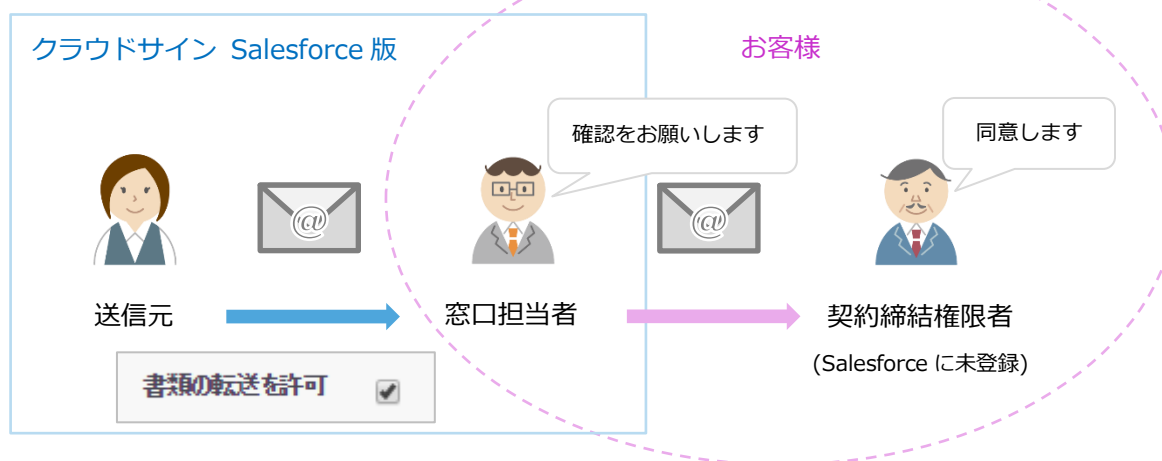 クラウドサイン Salesforce 版
お客様
確認をお願いします
同意します
@
@
送信元
窓口担当者
契約締結権限者
(Salesforce に未登録)
書類の転送を許可